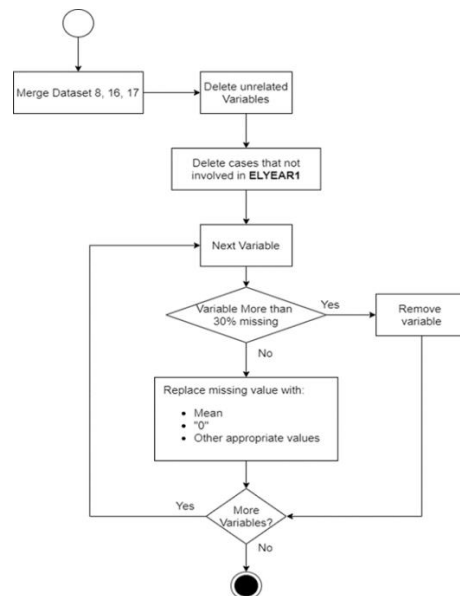 Merge Dataset 8, 16, 17
Delete unrelated
Variables
Delete cases that not
involved in ELYEAR1
Next Variable
Variable More than
30% missing
Yes
Remove
variable
No
Replace missing value with:
• Mean
• "0"
• Other appropriate values
Yes
More
Variables?
No